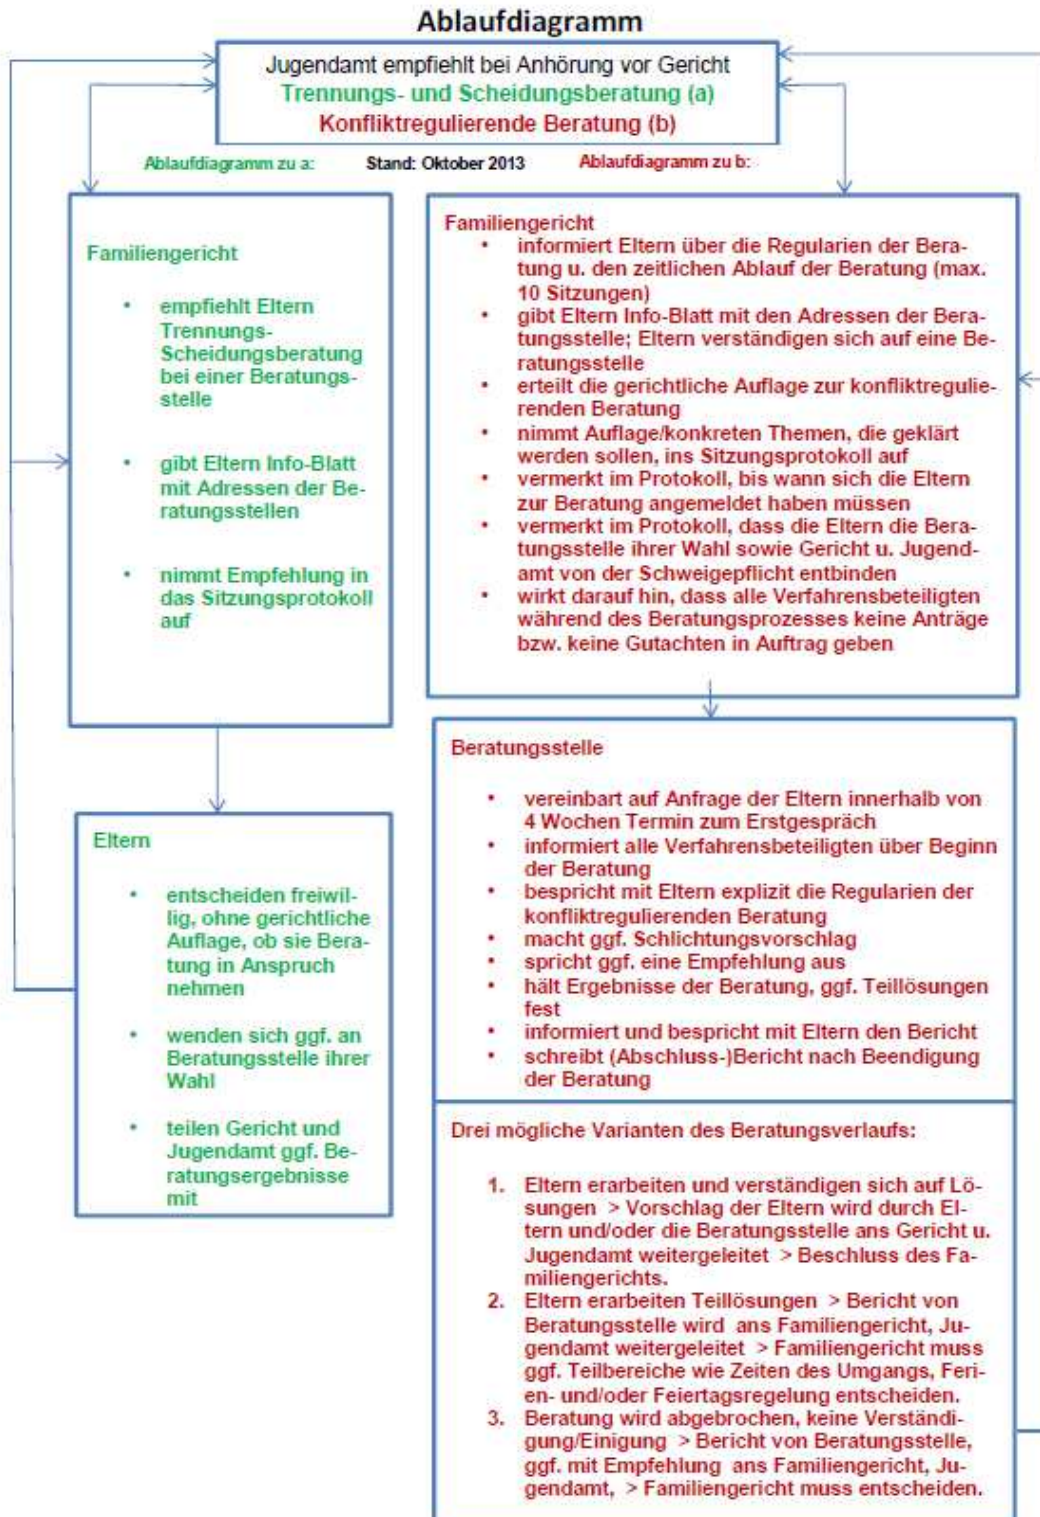 Ablaufdiagramm
Jugendamt empfiehlt bei Anhörung vor Gericht
Trennungs- und Scheidungsberatung (a)
Konfliktregulierende Beratung (b)
Ablaufdiagramm zu a: Stand: Oktober 2013 Ablaufdiagramm zu b:
Familiengericht
• empfiehlt Eltern
Trennungs-
Scheidungsberatung
bei einer Beratungs-
stelle
• gibt Eltern Info-Blatt
mit Adressen der Be-
ratungsstellen
• nimmt Empfehlung in
das Sitzungsprotokoll
auf
Eltern
• entscheiden freiwil-
lig, ohne gerichtliche
Auflage, ob sie Bera-
tung in Anspruch
nehmen
• wenden sich ggf. an
Beratungsstelle ihrer
Wahl
• teilen Gericht und
Jugendamt ggf. Be-
ratungsergebnisse
mit
Familiengericht
• informiert Eltern über die Regularien der Bera-
tung u. den zeitlichen Ablauf der Beratung (max.
10 Sitzungen)
• gibt Eltern Info-Blatt mit den Adressen der Bera-
tungsstelle; Eltern verständigen sich auf eine Be-
ratungsstelle
• erteilt die gerichtliche Auflage zur konfliktregulie-
renden Beratung
• nimmt Auflage/konkreten Themen, die geklärt
werden sollen, ins Sitzungsprotokoll auf
• vermerkt im Protokoll, bis wann sich die Eltern
zur Beratung angemeldet haben müssen
• vermerkt im Protokoll, dass die Eltern die Bera-
tungsstelle ihrer Wahl sowie Gericht u. Jugend-
amt von der Schweigepflicht entbinden
• wirkt darauf hin, dass alle Verfahrensbeteiligten
während des Beratungsprozesses keine Anträge
bzw. keine Gutachten in Auftrag geben
Beratungsstelle
• vereinbart auf Anfrage der Eltern innerhalb von
4 Wochen Termin zum Erstgespräch
• informiert alle Verfahrensbeteiligten über Beginn
der Beratung
• bespricht mit Eltern explizit die Regularien der
konfliktregulierenden Beratung
• macht ggf. Schlichtungsvorschlag
• spricht ggf. eine Empfehlung aus
• hält Ergebnisse der Beratung, ggf. Teillösungen
fest
• informiert und bespricht mit Eltern den Bericht
• schreibt (Abschluss-)Bericht nach Beendigung
der Beratung
Drei mögliche Varianten des Beratungsverlaufs:
1. Eltern erarbeiten und verständigen sich auf Lö-
sungen > Vorschlag der Eltern wird durch El-
tern und/oder die Beratungsstelle ans Gericht u.
Jugendamt weitergeleitet > Beschluss des Fa-
miliengerichts.
2. Eltern erarbeiten Teillösungen > Bericht von
Beratungsstelle wird ans Familiengericht, Ju-
gendamt weitergeleitet > Familiengericht muss
ggf. Teilbereiche wie Zeiten des Umgangs, Feri-
en- und/oder Feiertagsregelung entscheiden.
3. Beratung wird abgebrochen, keine Verständi-
gung/Einigung > Bericht von Beratungsstelle,
ggf. mit Empfehlung ans Familiengericht, Ju-
gendamt, > Familiengericht muss entscheiden.